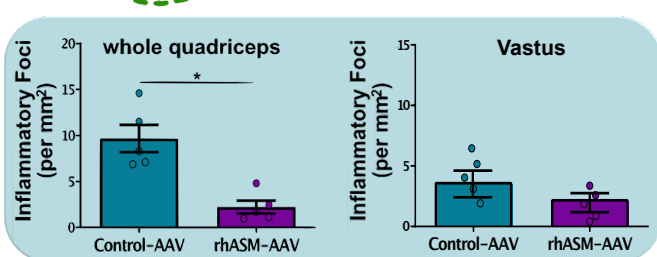 whole quadriceps
Inflammatory Foci
(per mm²)
20
15
10
5
0
*
Control-AAV
rhASM-AAV
Vastus
Inflammatory Foci
(per mm²)
15
10
5
0
Control-AAV
rhASM-AAV